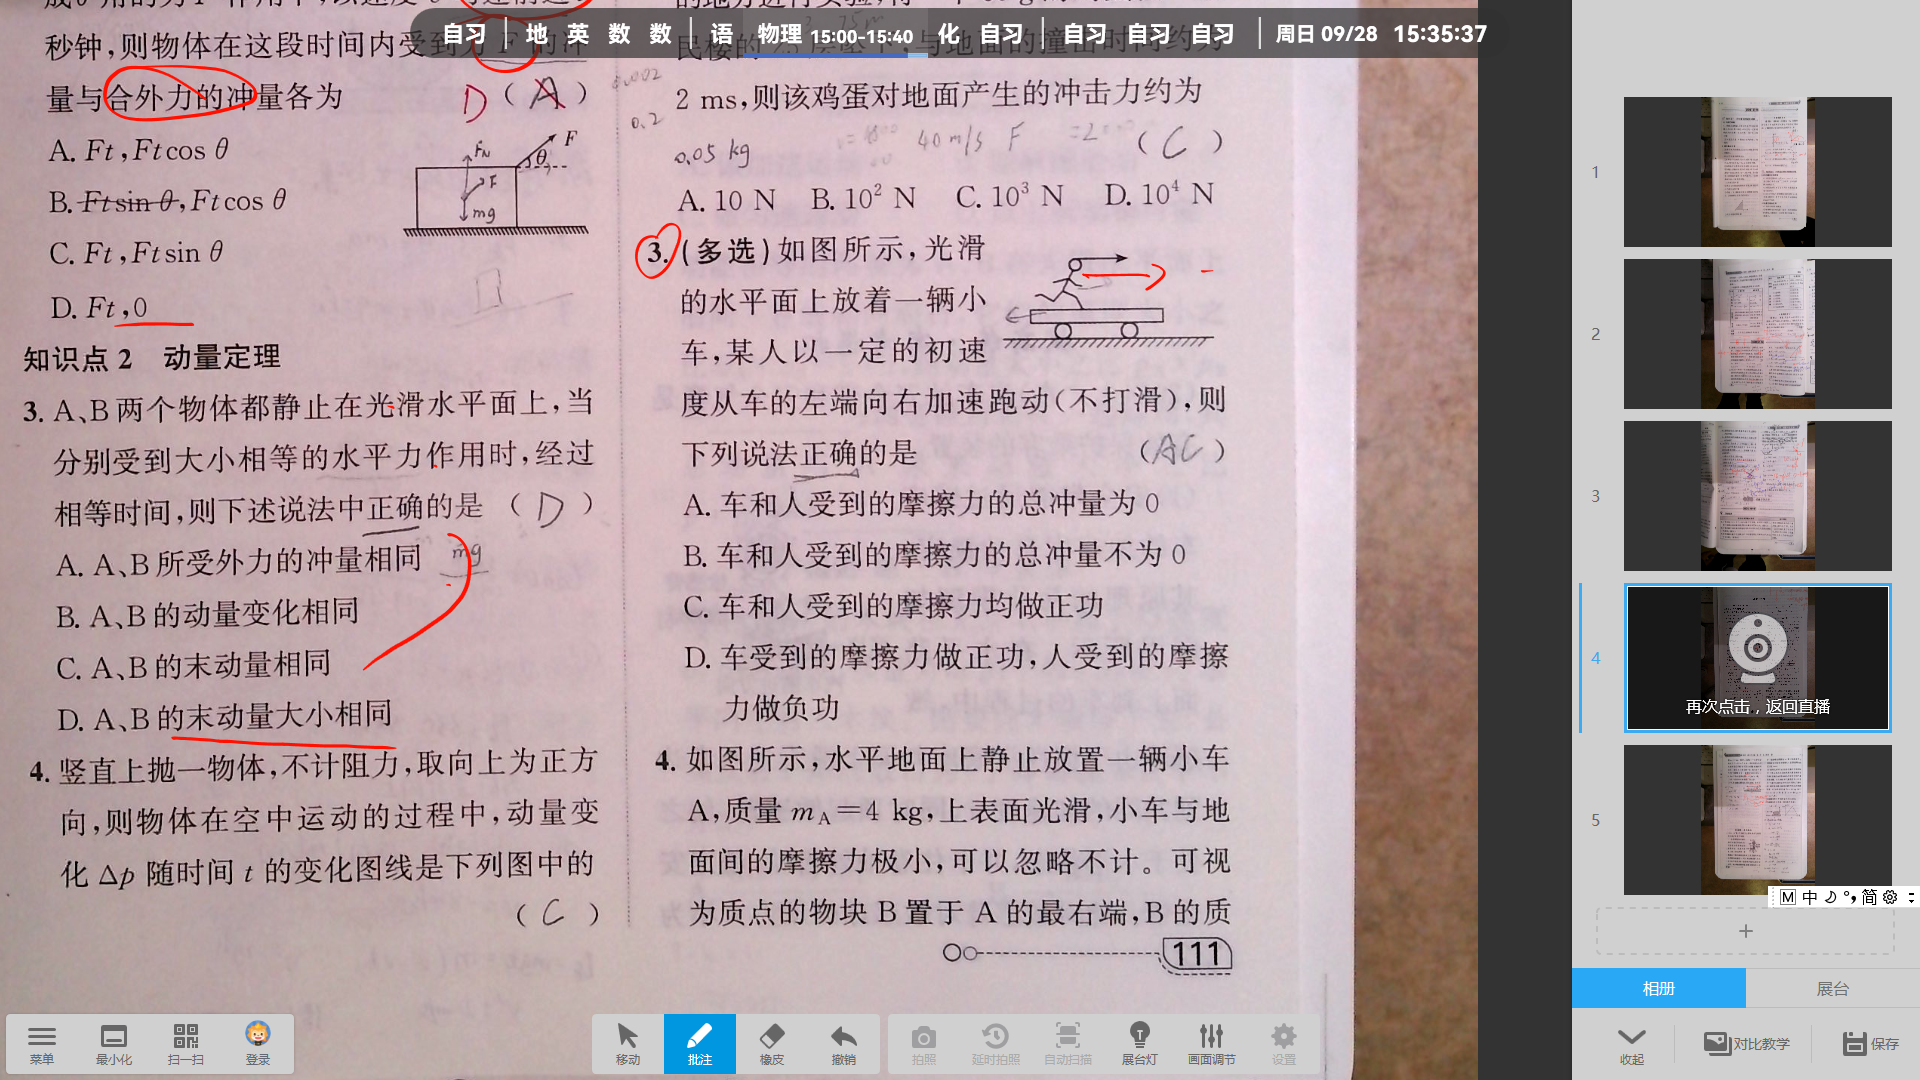 自习 | 地 英 数 数 | 语 物理 15:00-15:40 化 自习 | 自习 自习 自习 | 周日 09/28 15:35:37
秒钟,则物体在这段时间内受到力 F 的冲
量与合外力的冲量各为 D ( A )
A. Ft,Ftcos θ
B. Ftsin θ,Ftcos θ
C. Ft,Ftsin θ
D. Ft,0
F_N
F
θ
F
mg
知识点 2 动量定理
3. A、B 两个物体都静止在光滑水平面上,当
分别受到大小相等的水平力作用时,经过
相等时间,则下述说法中正确的是 ( D )
A. A、B 所受外力的冲量相同
mg
B. A、B 的动量变化相同
C. A、B 的末动量相同
D. A、B 的末动量大小相同
4. 竖直上抛一物体,不计阻力,取向上为正方
向,则物体在空中运动的过程中,动量变
化 Δp 随时间 t 的变化图线是下列图中的
( C )
0.002
0.2
2 ms,则该鸡蛋对地面产生的冲击力约为
0.05 kg 40 m/s F ( C )
A. 10 N B. 10² N C. 10³ N D. 10⁴ N
3. (多选)如图所示,光滑
的水平面上放着一辆小
车,某人以一定的初速
度从车的左端向右加速跑动(不打滑),则
下列说法正确的是 ( AC )
A. 车和人受到的摩擦力的总冲量为 0
B. 车和人受到的摩擦力的总冲量不为 0
C. 车和人受到的摩擦力均做正功
D. 车受到的摩擦力做正功,人受到的摩擦
力做负功
4. 如图所示,水平地面上静止放置一辆小车
A,质量 m_A=4 kg,上表面光滑,小车与地
面间的摩擦力极小,可以忽略不计。可视
为质点的物块 B 置于 A 的最右端,B 的质
111
1
2
3
4
再次点击，返回直播
5
M 中 简
+
相册 展台
收起 对比教学 保存
菜单 最小化 扫一扫 登录
移动 批注 橡皮 撤销
拍照 延时拍照 自动扫描 展台灯 画面调节 设置